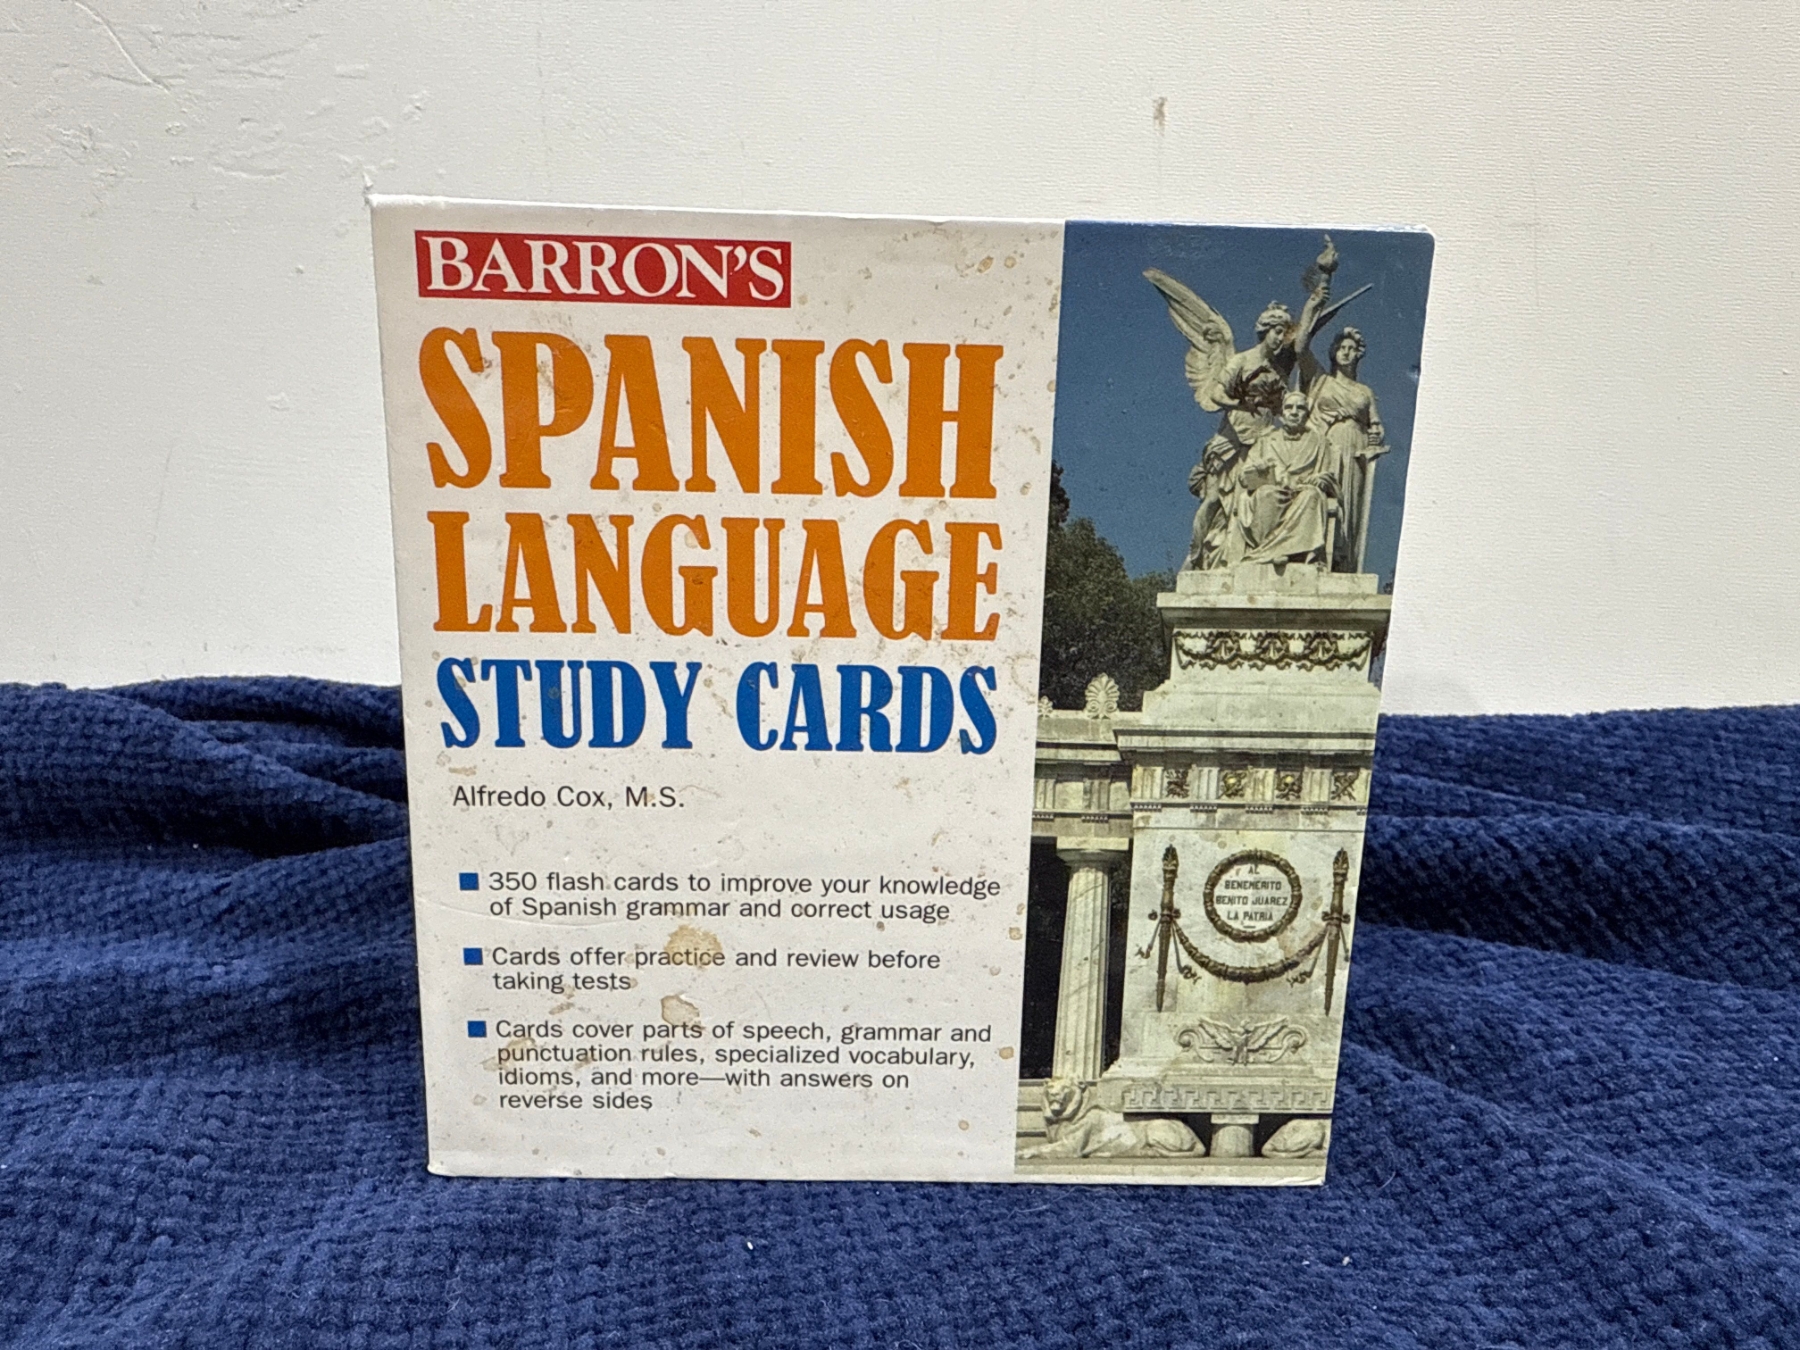 BARRON'S
SPANISH
LANGUAGE
STUDY CARDS
Alfredo Cox, M.S.
350 flash cards to improve your knowledge
of Spanish grammar and correct usage
Cards offer practice and review before
taking tests
Cards cover parts of speech, grammar and
punctuation rules, specialized vocabulary,
idioms, and more—with answers on
reverse sides
AL
BENEMERITO
BENITO JUAREZ
LA PATRIA